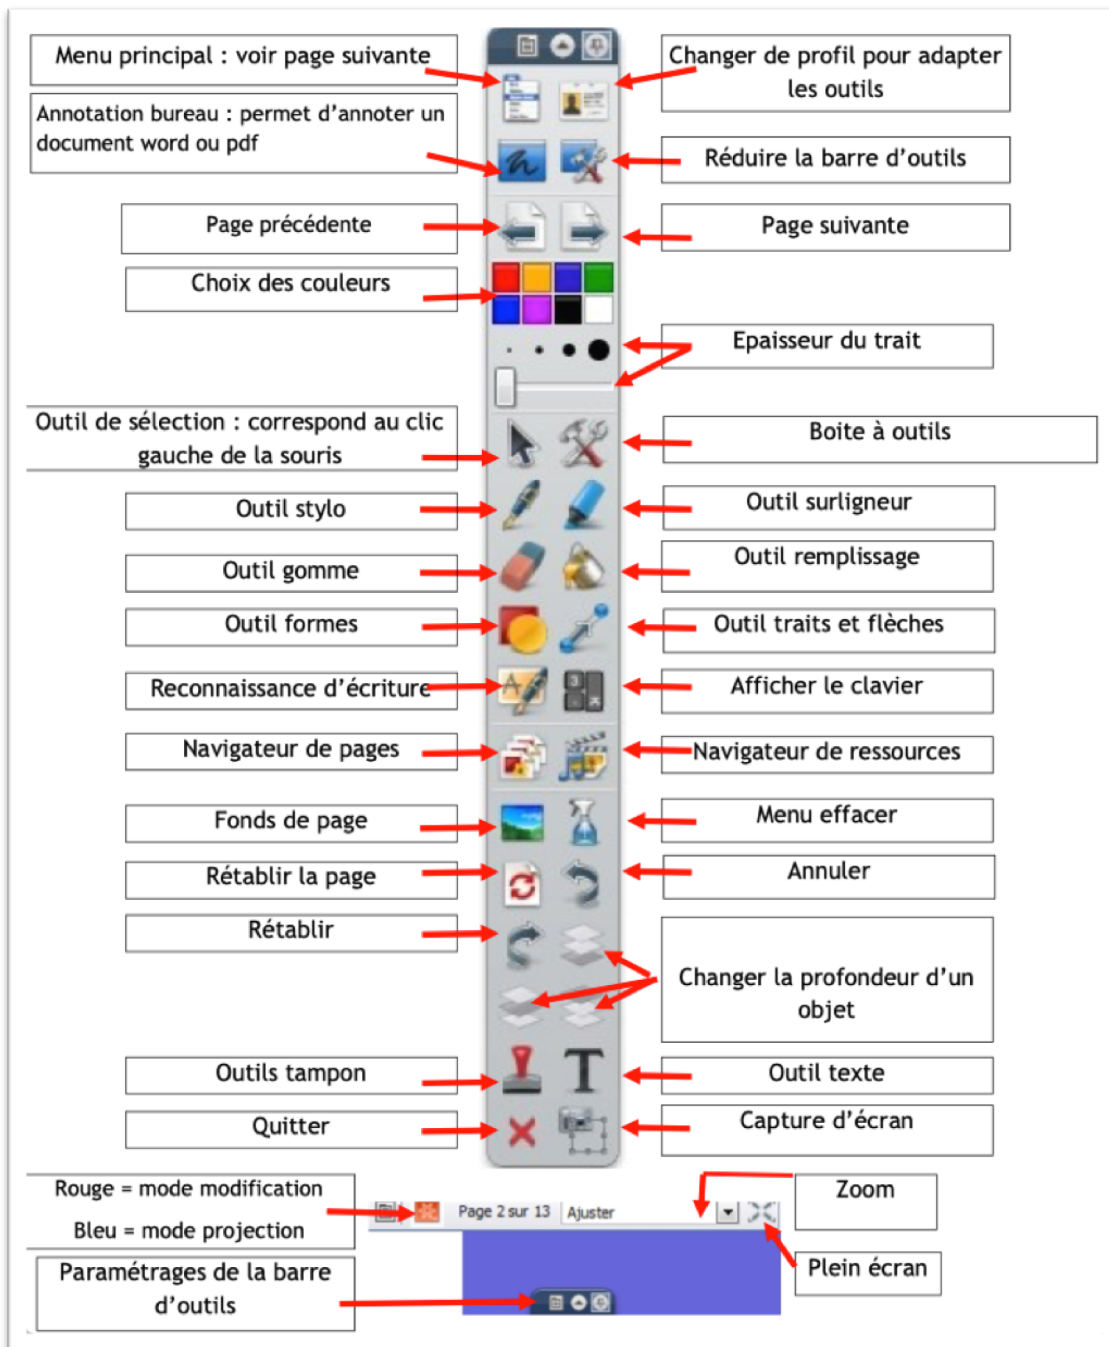 Menu principal : voir page suivante
Changer de profil pour adapter
les outils
Annotation bureau : permet d'annoter un
document word ou pdf
Réduire la barre d'outils
Page précédente
Page suivante
Choix des couleurs
Epaisseur du trait
Outil de sélection : correspond au clic
gauche de la souris
Boite à outils
Outil stylo
Outil surligneur
Outil gomme
Outil remplissage
Outil formes
Outil traits et flèches
Reconnaissance d'écriture
Afficher le clavier
Navigateur de pages
Navigateur de ressources
Fonds de page
Menu effacer
Rétablir la page
Annuler
Rétablir
Changer la profondeur d'un
objet
Outils tampon
T
Outil texte
Quitter
Capture d'écran
Rouge = mode modification
Bleu = mode projection
Page 2 sur 13
Ajuster
Zoom
Plein écran
Paramétrages de la barre
d'outils